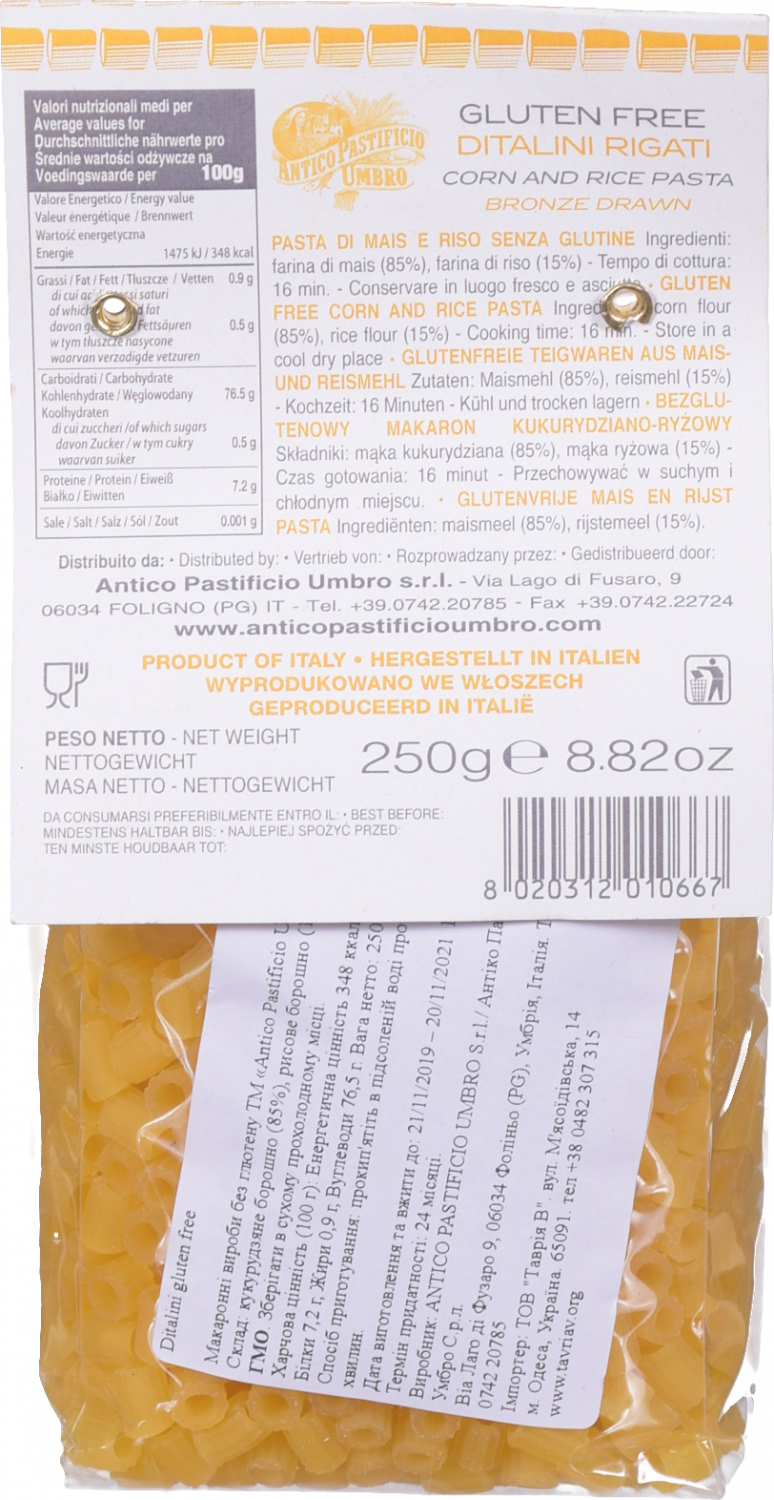 Valori nutrizionali medi per
Average values for
Durchschnittliche nährwerte pro
Średnie wartości odżywcze na
Voedingswaarde per 100g
Valore Energetico / Energy value
Valeur énergétique / Brennwert
Wartość energetyczna
Energie 1475 kJ / 348 kcal
Grassi / Fat / Fett / Tłuszcze / Vetten 0.9 g
di cui saturi
of which fat
davon Fettsäuren 0.5 g
w tym tłuszcze nasycone
waarvan verzadigde vetzuren
Carboidrati / Carbohydrate
Kohlenhydrate / Węglowodany 76.5 g
Koolhydraten
di cui zuccheri /of which sugars
davon Zucker / w tym cukry 0.5 g
waarvan suiker
Proteine / Protein / Eiweiß
Białko / Eiwitten 7.2 g
Sale / Salt / Salz / Sól / Zout 0.001 g
ANTICO PASTIFICIO
UMBRO
GLUTEN FREE
DITALINI RIGATI
CORN AND RICE PASTA
BRONZE DRAWN
PASTA DI MAIS E RISO SENZA GLUTINE Ingredienti:
farina di mais (85%), farina di riso (15%) - Tempo di cottura:
16 min. - Conservare in luogo fresco e • GLUTEN
FREE CORN AND RICE PASTA corn flour
(85%), rice flour (15%) - Cooking time: 16 min. - Store in a
cool dry place • GLUTENFREIE TEIGWAREN AUS MAIS-
UND REISMEHL Zutaten: Maismehl (85%), reismehl (15%)
- Kochzeit: 16 Minuten - Kühl und trocken lagern • BEZGLU-
TENOWY MAKARON KUKURYDZIANO-RYŻOWY
Składniki: mąka kukurydziana (85%), mąka ryżowa (15%) -
Czas gotowania: 16 minut - Przechowywać w suchym i
chłodnym miejscu. • GLUTENVRIJE MAIS EN RIJST
PASTA Ingrediënten: maismeel (85%), rijstemeel (15%).
Distribuito da: • Distributed by: • Vertrieb von: • Rozprowadzany przez: • Gedistribueerd door:
Antico Pastificio Umbro s.r.l. - Via Lago di Fusaro, 9
06034 FOLIGNO (PG) IT - Tel. +39.0742.20785 - Fax +39.0742.22724
www.anticopastificioumbro.com
PRODUCT OF ITALY • HERGESTELLT IN ITALIEN
WYPRODUKOWANO WE WŁOSZECH
GEPRODUCEERD IN ITALIË
PESO NETTO - NET WEIGHT
NETTOGEWICHT
MASA NETTO - NETTOGEWICHT
250g e 8.82oz
DA CONSUMARSI PREFERIBILMENTE ENTRO IL: • BEST BEFORE:
MINDESTENS HALTBAR BIS: • NAJLEPIEJ SPOŻYĆ PRZED:
TEN MINSTE HOUDBAAR TOT:
8 020312 010667
Ditalini gluten free
Макаронні вироби без глютену ТМ «Antico Pastificio
Склад: кукурудзяне борошно (85%), рисове борошно
ГМО. Зберігати в сухому прохолодному місці.
Харчова цінність (100 г): Енергетична цінність 348 ккал
Білки 7,2 г, Жири 0,9 г, Вуглеводи 76,5 г. Вага нетто: 250
Спосіб приготування: прокип'ятіть в підсоленій воді
хвилин.
Дата виготовлення та вжити до: 21/11/2019 – 20/11/2021
Термін придатності: 24 місяці.
Виробник: ANTICO PASTIFICIO UMBRO S.r.l./ Антіко
Умбро С.р.л.
Віа Лаго ді Фузаро 9, 06034 Фоліньо (PG), Умбрія, Італія.
0742 20785
Імпортер: ТОВ "Таврія В" . вул. М'ясоїдівська, 14
м. Одеса, Україна. 65091. тел +38 0482 307 315
www.tavriav.org